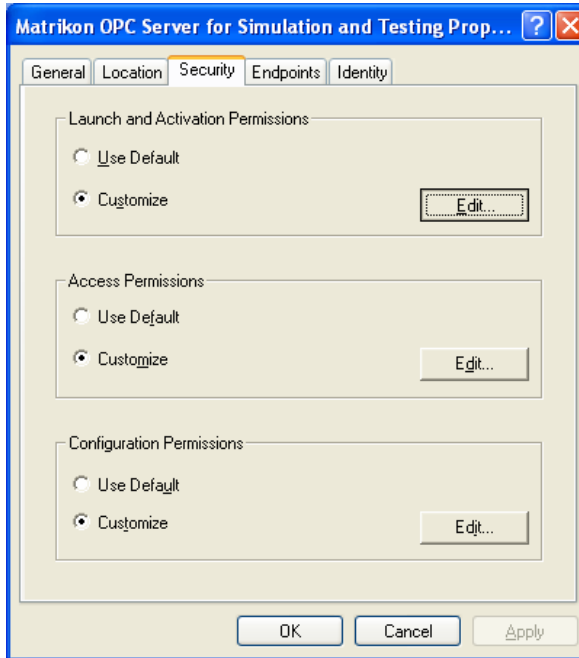 Matrikon OPC Server for Simulation and Testing Prop...
General Location Security Endpoints Identity
Launch and Activation Permissions
Use Default
Customize
Edit...
Access Permissions
Use Default
Customize
Edit...
Configuration Permissions
Use Default
Customize
Edit...
OK Cancel Apply